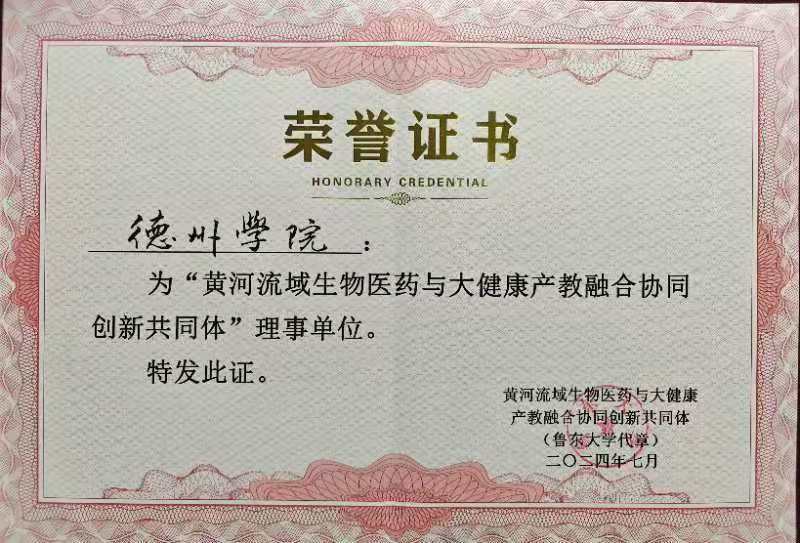 荣誉证书
HONORARY CREDENTIAL
德州學院：
为“黄河流域生物医药与大健康产教融合协同
创新共同体”理事单位。
特发此证。
黄河流域生物医药与大健康
产教融合协同创新共同体
（鲁东大学代章）
二〇二四年七月